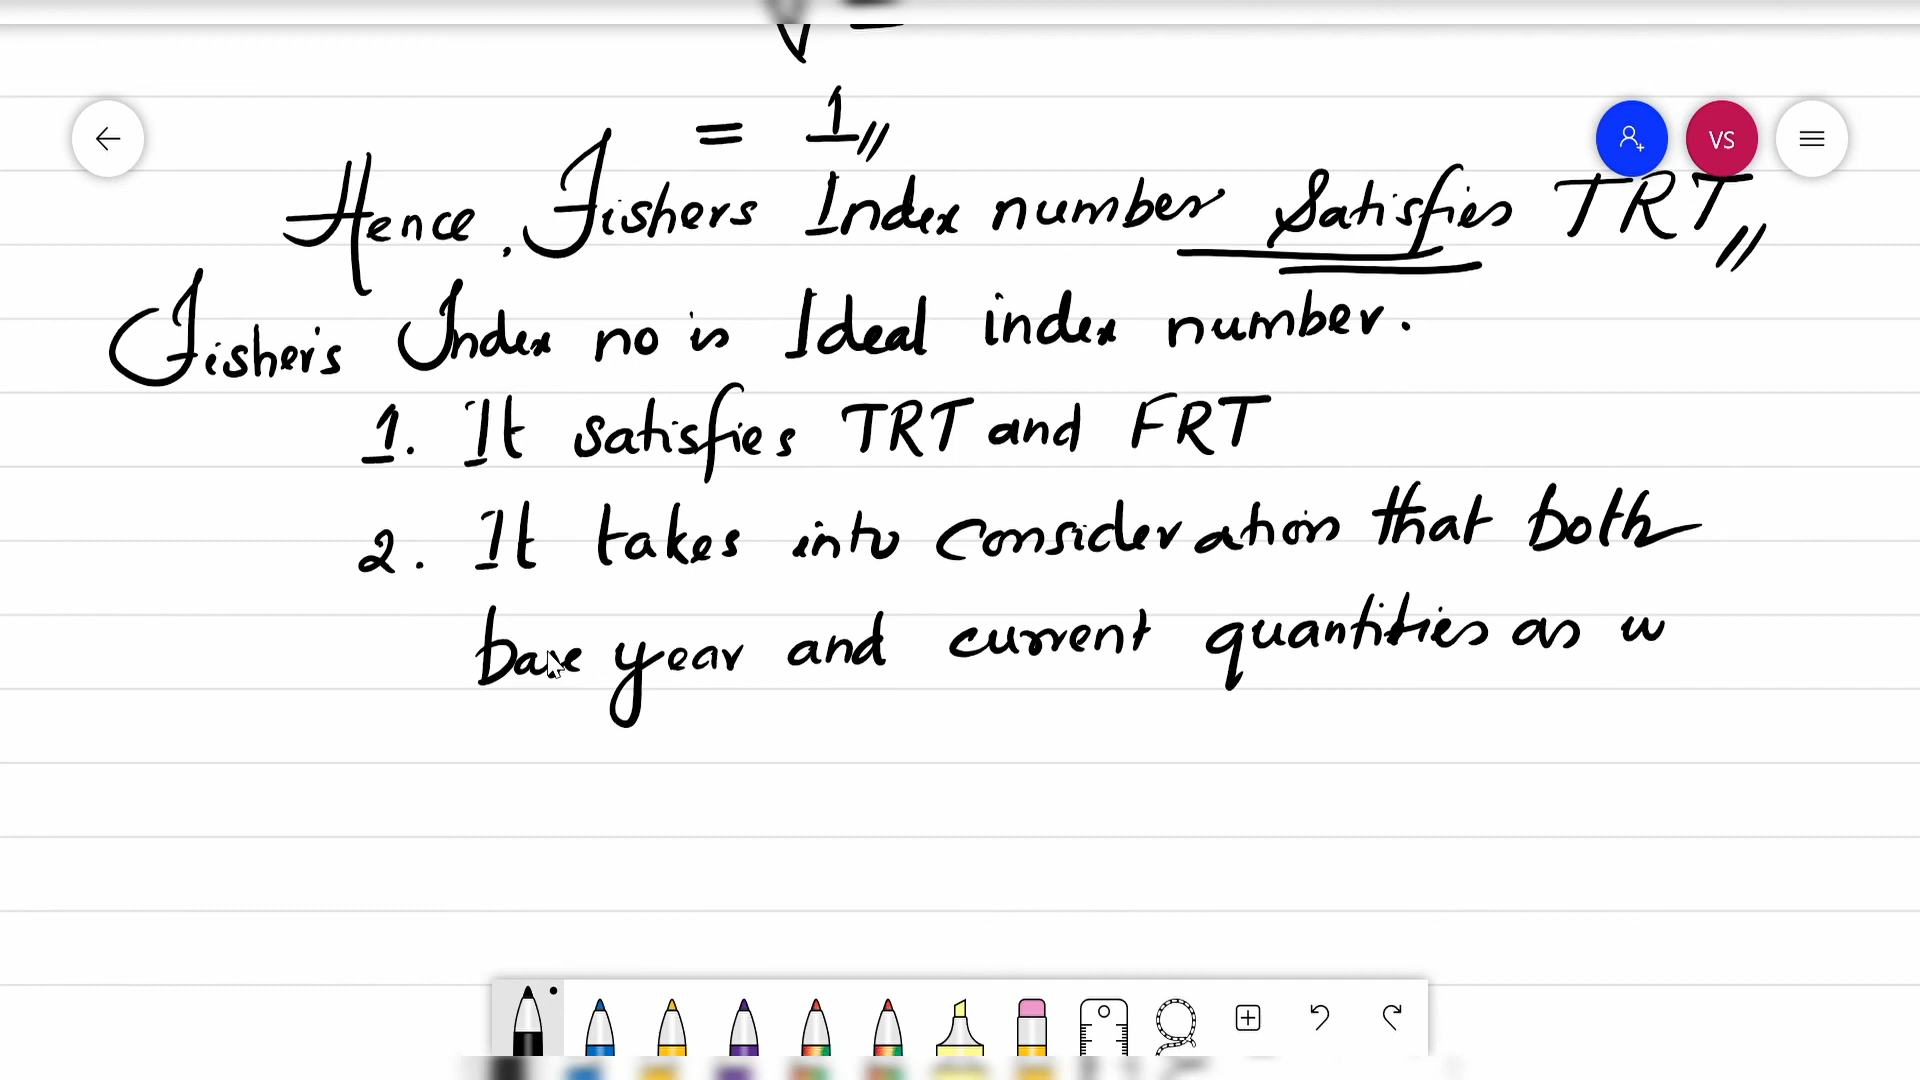 = 1
Hence, Fishers Index number Satisfies TRT
VS
Fisher's Index no is Ideal index number.
1. It satisfies TRT and FRT
2. It takes into consideration that both
base year and current quantities as w